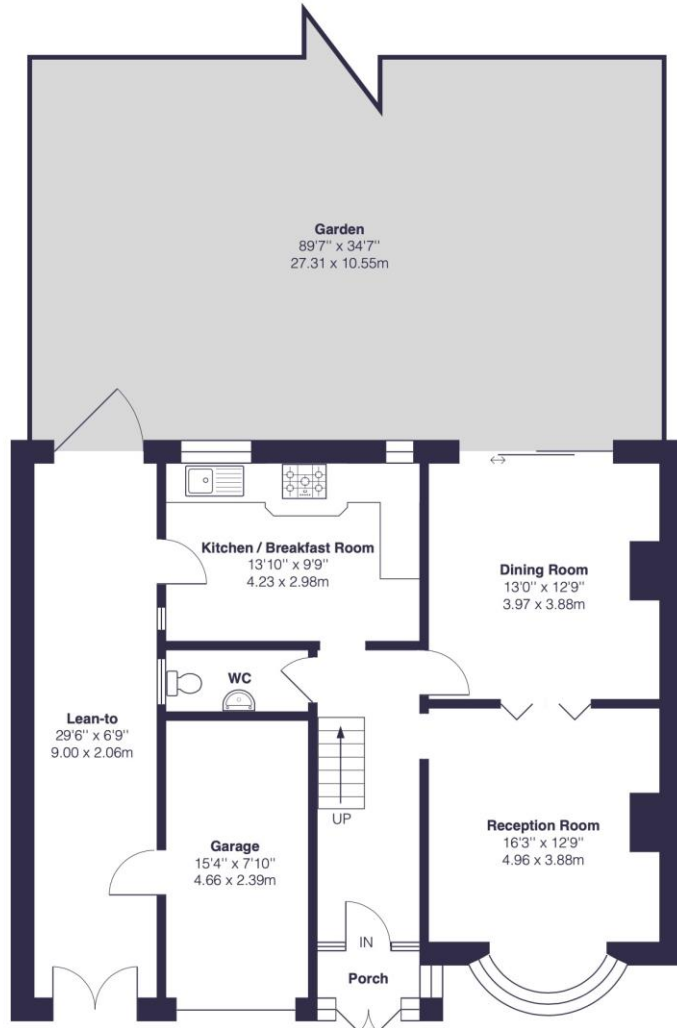 Garden
89'7'' x 34'7''
27.31 x 10.55m
Kitchen / Breakfast Room
13'10'' x 9'9''
4.23 x 2.98m
Dining Room
13'0'' x 12'9''
3.97 x 3.88m
WC
Lean-to
29'6'' x 6'9''
9.00 x 2.06m
UP
Garage
15'4'' x 7'10''
4.66 x 2.39m
Reception Room
16'3'' x 12'9''
4.96 x 3.88m
IN
Porch